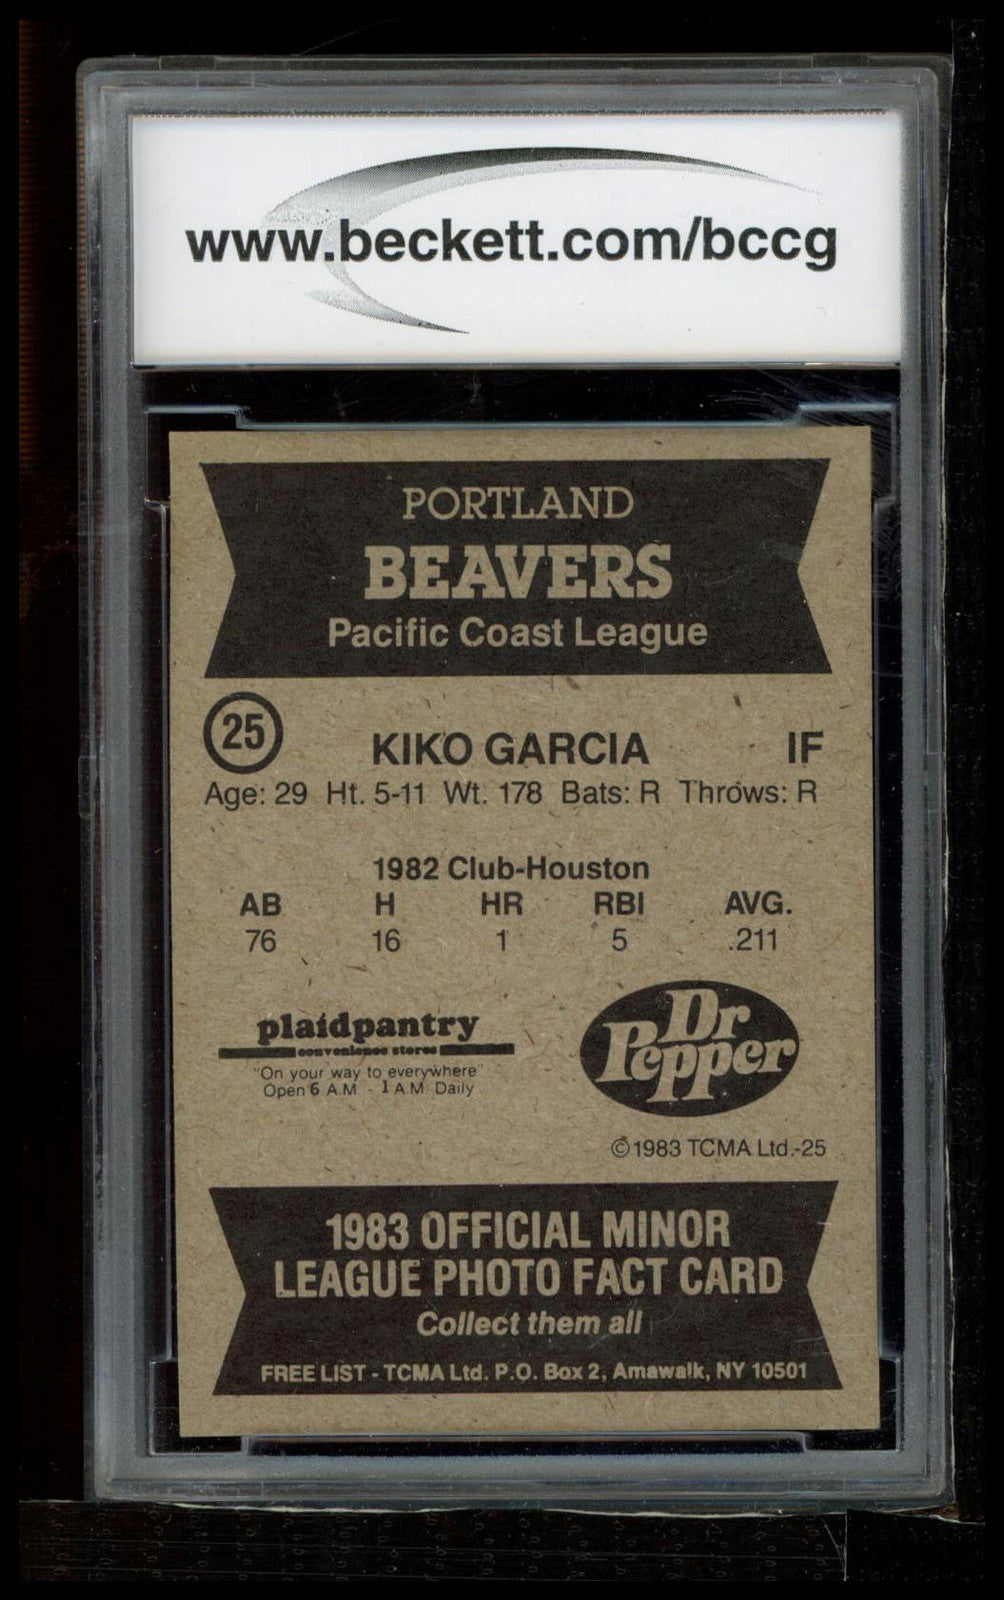 www.beckett.com/bccg
PORTLAND
BEAVERS
Pacific Coast League
25
KIKO GARCIA IF
Age: 29 Ht. 5-11 Wt. 178 Bats: R Throws: R
1982 Club-Houston
AB H HR RBI AVG.
76 16 1 5 .211
plaidpantry
convenience stores
"On your way to everywhere"
Open 6 A.M. - 1 A.M. Daily
Dr
Pepper
©1983 TCMA Ltd.-25
1983 OFFICIAL MINOR
LEAGUE PHOTO FACT CARD
Collect them all
FREE LIST - TCMA Ltd. P.O. Box 2, Amawalk, NY 10501